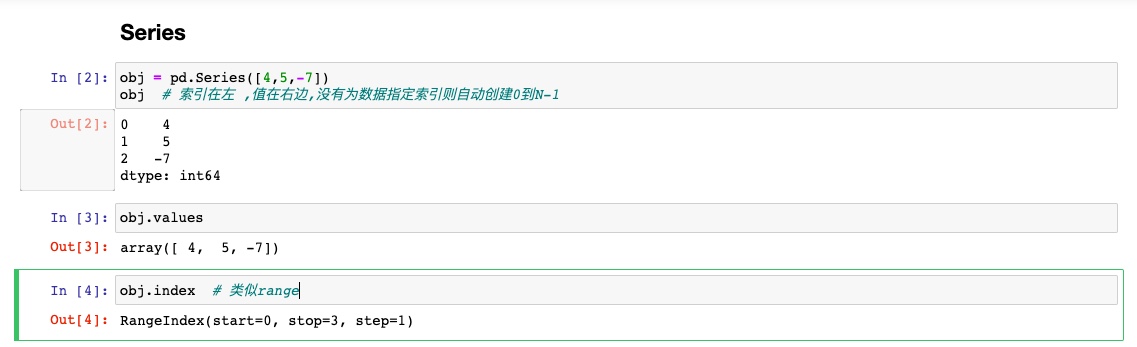 Series
In [2]: obj = pd.Series([4,5,-7])
obj  # 索引在左 ,值在右边,没有为数据指定索引则自动创建0到N-1
Out[2]: 0    4
1    5
2   -7
dtype: int64
In [3]: obj.values
Out[3]: array([ 4,  5, -7])
In [4]: obj.index  # 类似range
Out[4]: RangeIndex(start=0, stop=3, step=1)